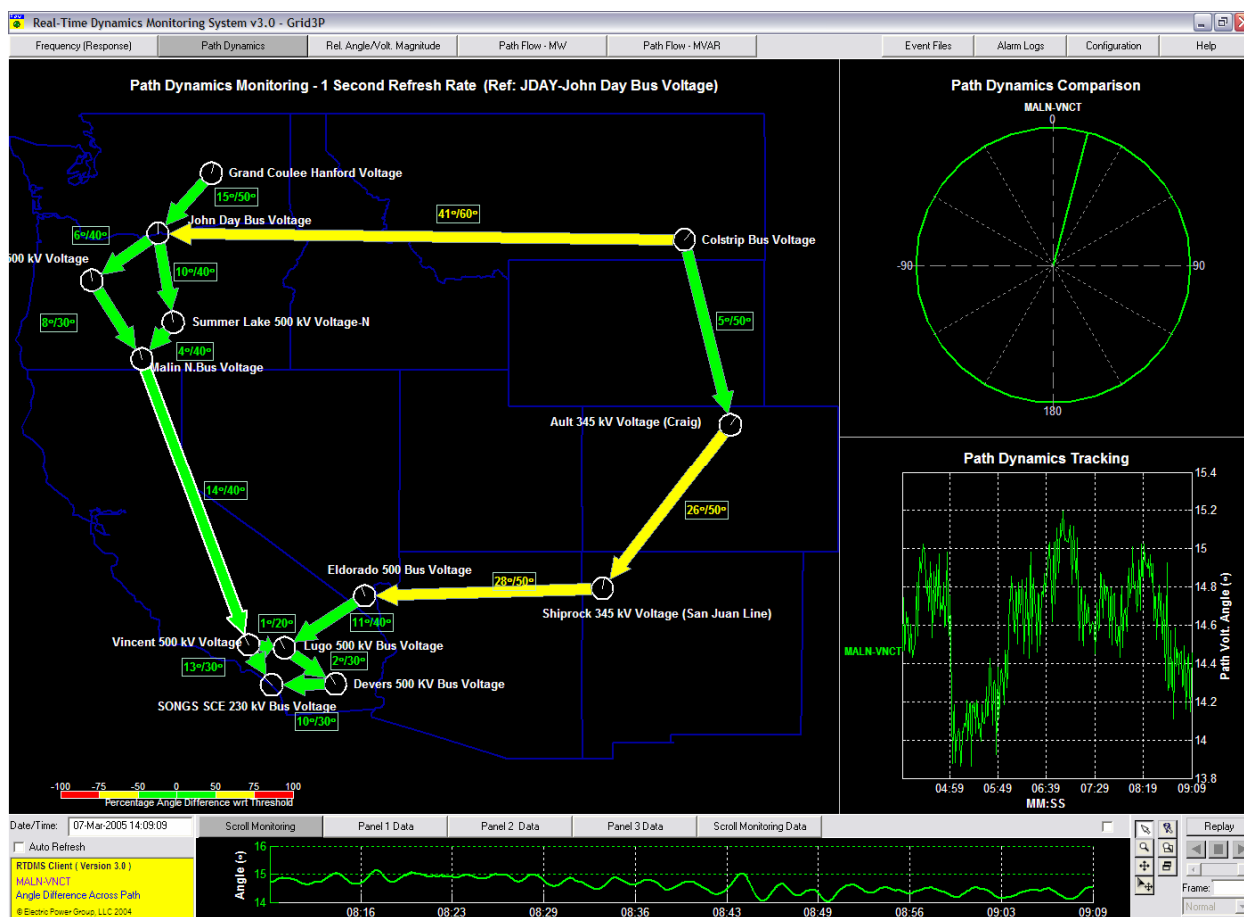 Real-Time Dynamics Monitoring System v3.0 - Grid3P
Frequency (Response) Path Dynamics Rel. Angle/Volt. Magnitude Path Flow - MW Path Flow - MVAR Event Files Alarm Logs Configuration Help
Path Dynamics Monitoring - 1 Second Refresh Rate (Ref: JDAY-John Day Bus Voltage)
Grand Coulee Hanford Voltage
15º/50º
John Day Bus Voltage
41º/60º
6º/40º
Colstrip Bus Voltage
500 kV Voltage
10º/40º
8º/30º
Summer Lake 500 kV Voltage-N
5º/50º
4º/40º
Malin N.Bus Voltage
Ault 345 kV Voltage (Craig)
14º/40º
26º/50º
Eldorado 500 Bus Voltage
28º/50º
Shiprock 345 kV Voltage (San Juan Line)
11º/40º
1º/20º
Vincent 500 kV Voltage
Lugo 500 kV Bus Voltage
13º/30º
2º/30º
Devers 500 KV Bus Voltage
SONGS SCE 230 kV Bus Voltage
10º/30º
-100 -75 -50 0 50 75 100
Percentage Angle Difference wrt Threshold
Path Dynamics Comparison
MALN-VNCT
0
-90
90
180
Path Dynamics Tracking
15.4
15.2
15
14.8
14.6
14.4
14.2
14
13.8
MALN-VNCT
Path Volt. Angle (º)
04:59 05:49 06:39 07:29 08:19 09:09
MM:SS
Date/Time: 07-Mar-2005 14:09:09
Auto Refresh
RTDMS Client ( Version 3.0 )
MALN-VNCT
Angle Difference Across Path
© Electric Power Group, LLC 2004
Scroll Monitoring Panel 1 Data Panel 2 Data Panel 3 Data Scroll Monitoring Data
Angle (º)
16
15
14
08:16 08:23 08:29 08:36 08:43 08:49 08:56 09:03 09:09
Replay
Frame:
Normal